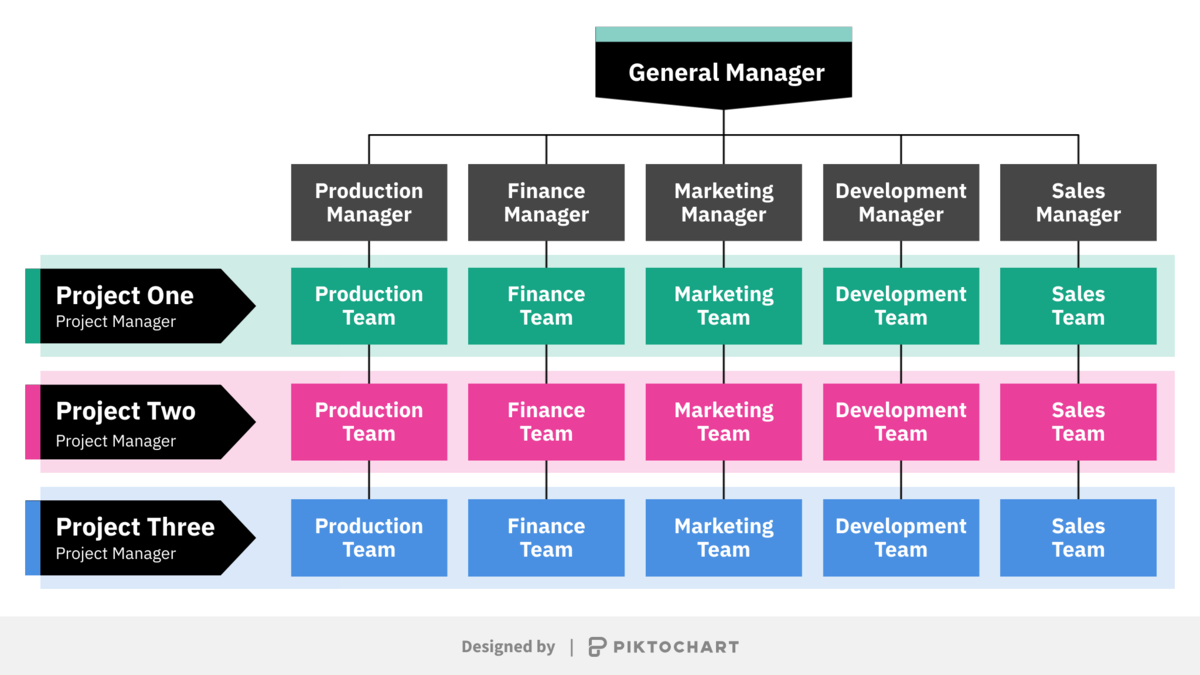 General Manager
Production
Manager
Finance
Manager
Marketing
Manager
Development
Manager
Sales
Manager
Project One
Project Manager
Production
Team
Finance
Team
Marketing
Team
Development
Team
Sales
Team
Project Two
Project Manager
Production
Team
Finance
Team
Marketing
Team
Development
Team
Sales
Team
Project Three
Project Manager
Production
Team
Finance
Team
Marketing
Team
Development
Team
Sales
Team
Designed by | PIKTOCHART